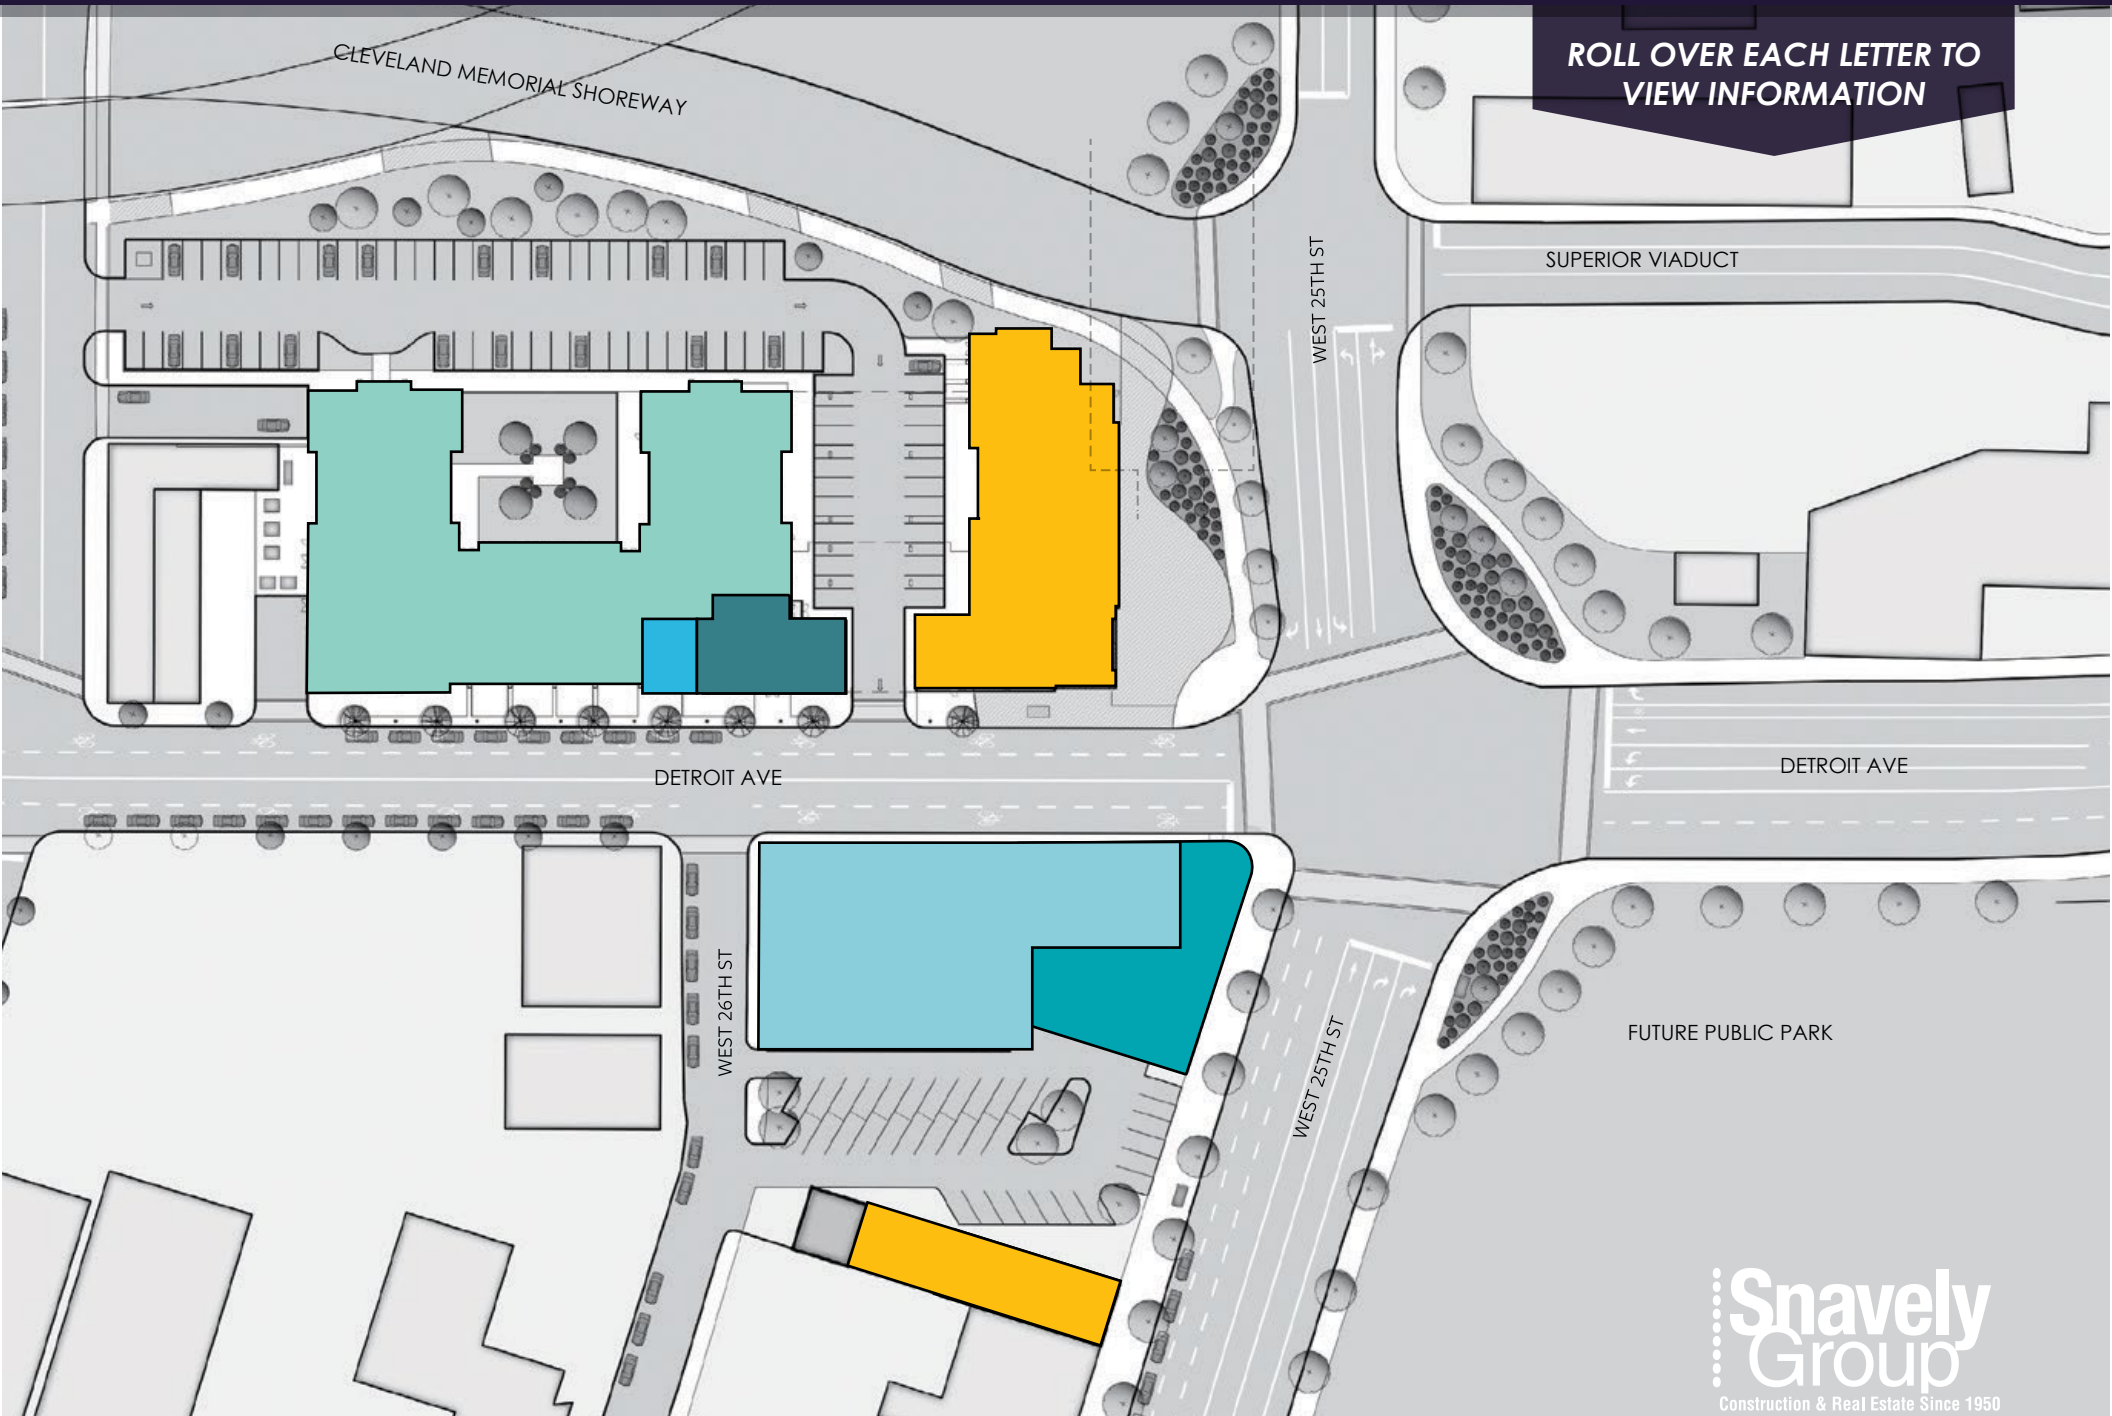 ROLL OVER EACH LETTER TO
VIEW INFORMATION
CLEVELAND MEMORIAL SHOREWAY
WEST 25TH ST
SUPERIOR VIADUCT
DETROIT AVE
DETROIT AVE
WEST 26TH ST
WEST 25TH ST
FUTURE PUBLIC PARK
Snavely
Group
Construction & Real Estate Since 1950